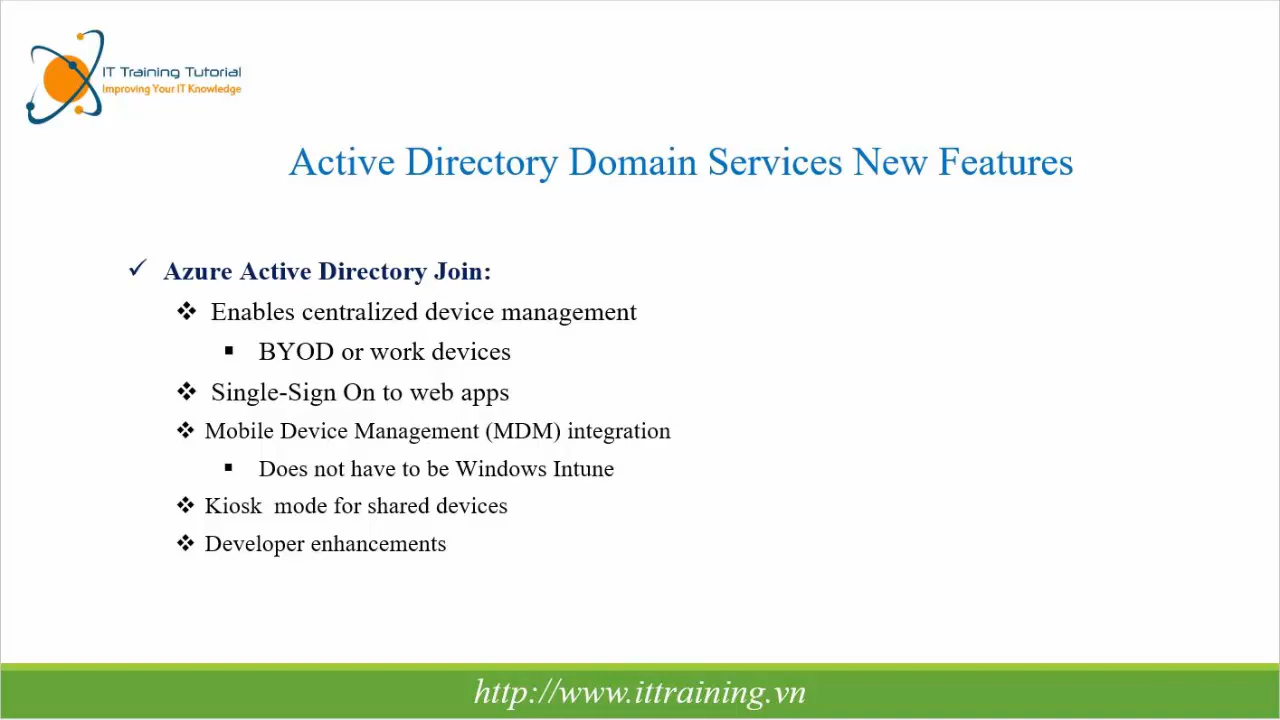 IT Training Tutorial
Improving Your IT Knowledge
Active Directory Domain Services New Features
✓ Azure Active Directory Join:
❖ Enables centralized device management
▪ BYOD or work devices
❖ Single-Sign On to web apps
❖ Mobile Device Management (MDM) integration
▪ Does not have to be Windows Intune
❖ Kiosk mode for shared devices
❖ Developer enhancements
http://www.ittraining.vn